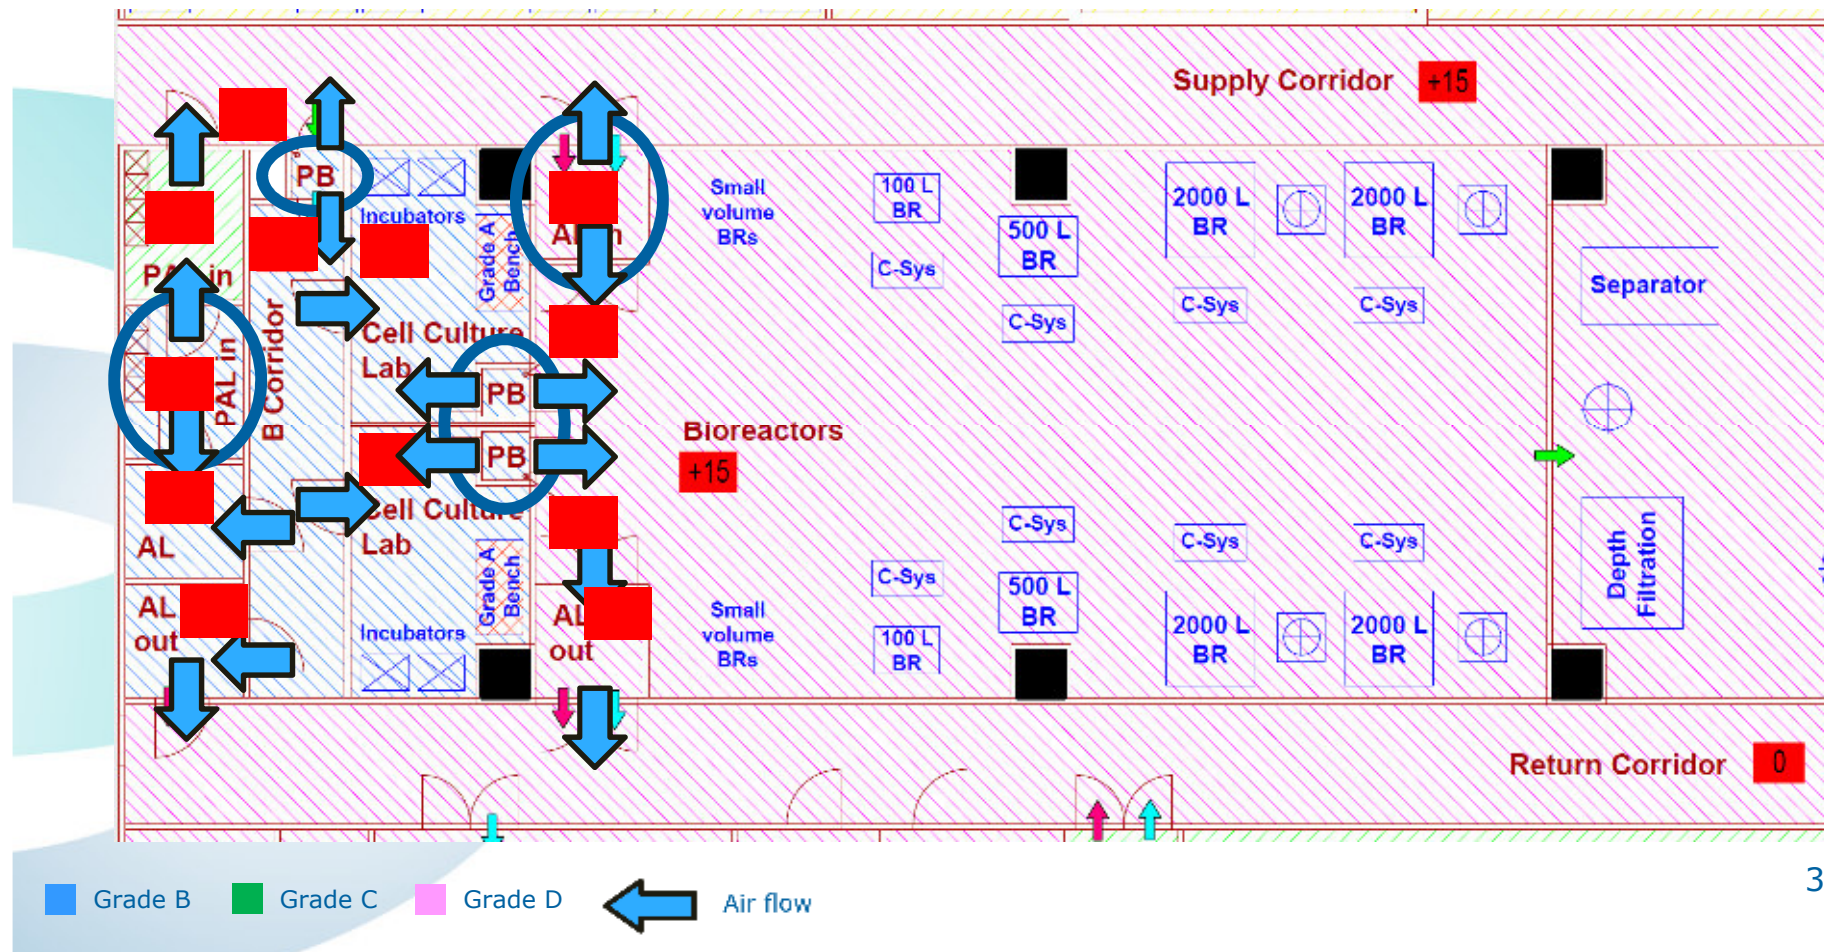 Supply Corridor +15
PB
Incubators
Grade A
Bench
Small
volume
BRs
100 L
BR
C-Sys
500 L
BR
C-Sys
2000 L
BR
C-Sys
2000 L
BR
C-Sys
Separator
in
PAL in
B Corridor
Cell Culture
Lab
PB
PB
Bioreactors
+15
Cell Culture
Lab
AL
AL
out
Incubators
Grade A
Bench
AL
out
Small
volume
BRs
C-Sys
100 L
BR
C-Sys
500 L
BR
C-Sys
2000 L
BR
C-Sys
2000 L
BR
Depth
Filtration
Return Corridor 0
Grade B
Grade C
Grade D
Air flow
3